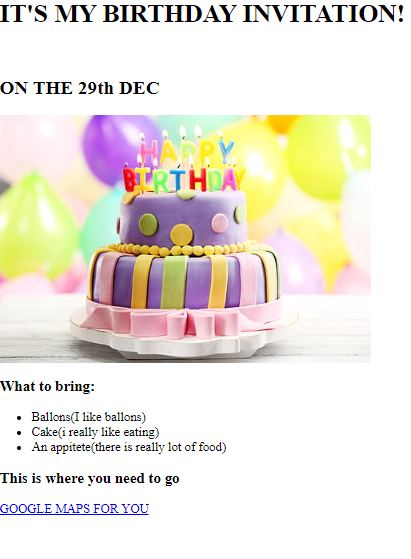 IT'S MY BIRTHDAY INVITATION!
ON THE 29th DEC
HAPPY
BIRTHDAY
What to bring:
Ballons(I like ballons)
Cake(i really like eating)
An appitete(there is really lot of food)
This is where you need to go
GOOGLE MAPS FOR YOU